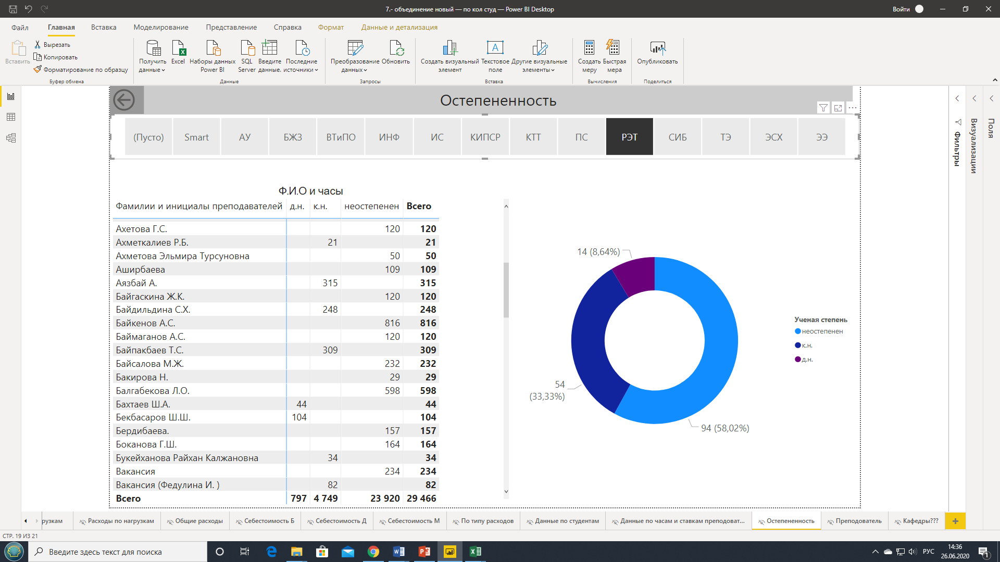 7.- объединение новый — по кол студ — Power BI Desktop
Войти
Файл Главная Вставка Моделирование Представление Справка Формат Данные и детализация
Вставить
Вырезать
Копировать
Форматирование по образцу
Буфер обмена
Получить данные
Excel
Наборы данных Power BI
SQL Server
Введите данные.
Последние источники
Данные
Преобразование данных
Обновить
Запросы
Создать визуальный элемент
Текстовое поле
Другие визуальные элементы
Вставка
Создать меру
Быстрая мера
Вычисления
Опубликовать
Поделиться
Остепененность
(Пусто) Smart АУ БЖЗ ВТиПО ИНФ ИС КИПСР КТТ ПС РЭТ СИБ ТЭ ЭСХ ЭЭ
Ф.И.О и часы
Фамилии и инициалы преподавателей д.н. к.н. неостепенен Всего
Ахетова Г.С. 120 120
Ахметкалиев Р.Б. 21 21
Ахметова Эльмира Турсуновна 50 50
Аширбаева 109 109
Аязбай А. 315 315
Байгаскина Ж.К. 120 120
Байдильдина С.Х. 248 248
Байкенов А.С. 816 816
Баймаганов А.С. 120 120
Байпакбаев Т.С. 309 309
Байсалова М.Ж. 232 232
Бакирова Н. 29 29
Балгабекова Л.О. 598 598
Бахтаев Ш.А. 44 44
Бекбасаров Ш.Ш. 104 104
Бердибаева. 157 157
Боканова Г.Ш. 164 164
Букейханова Райхан Калжановна 34 34
Вакансия 234 234
Вакансия (Федулина И. ) 82 82
Всего 797 4 749 23 920 29 466
14 (8,64%)
54
(33,33%)
94 (58,02%)
Ученая степень
неостепенен
к.н.
д.н.
Фильтры
Визуализации
Поля
рузкам Расходы по нагрузкам Общие расходы Себестоимость Б Себестоимость Д Себестоимость М По типу расходов Данные по студентам Данные по часам и ставкам преподават... Остепененность Преподователь Кафедры???
СТР. 19 ИЗ 21
Введите здесь текст для поиска
РУС
14:36
26.06.2020
1